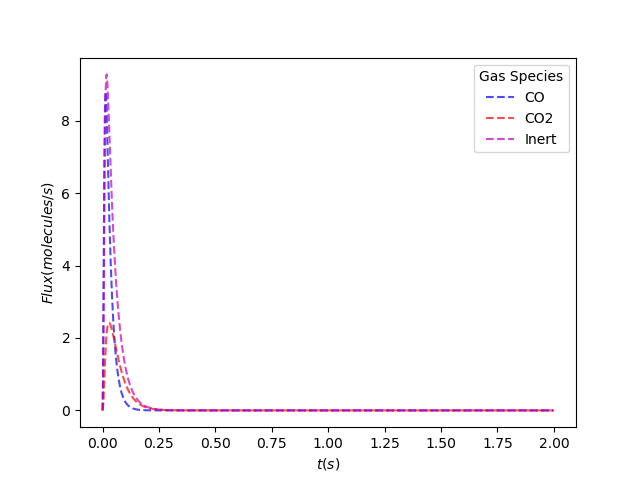 Gas Species
CO
CO2
Inert
8
6
4
2
0
Flux(molecules/s)
0.00 0.25 0.50 0.75 1.00 1.25 1.50 1.75 2.00
t(s)